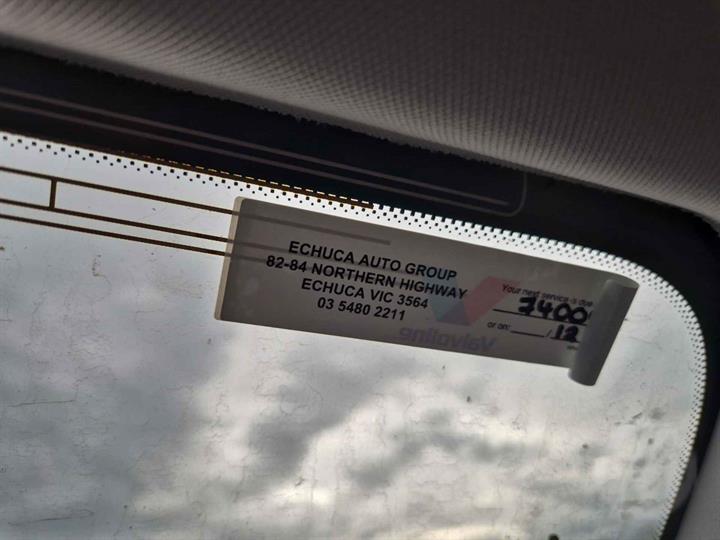 ECHUCA AUTO GROUP
82-84 NORTHERN HIGHWAY
ECHUCA VIC 3564
03 5480 2211
Your next service is due
7400
or on: /12
Valvoline